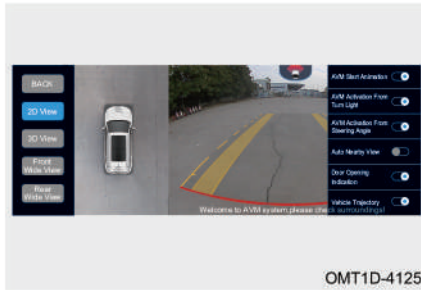 BACK
2D View
3D View
Front
Wide View
Rear
Wide View
AVM Start Animation
AVM Activation From
Turn Light
AVM Activation From
Steering Angle
Auto Nearby View
Door Opening
Indication
Vehicle Trajectory
Welcome to AVM system,please check surroundings!
OMT1D-4125